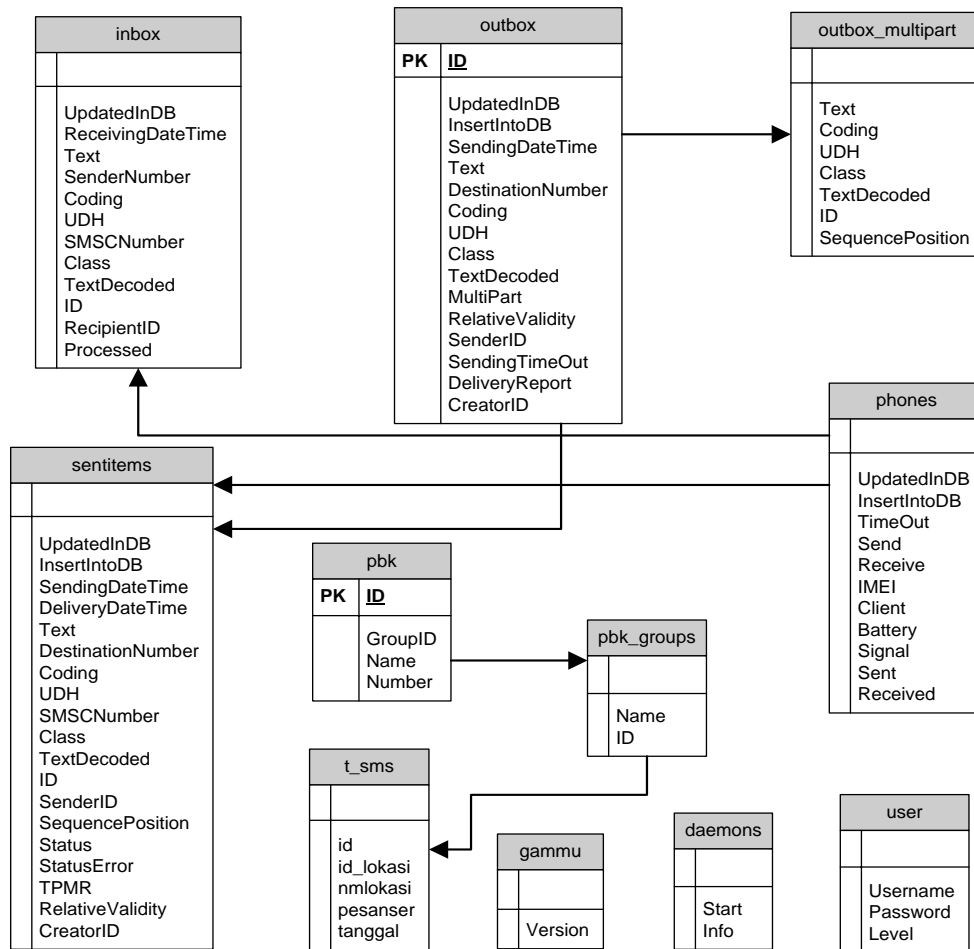 inbox
UpdatedInDB
ReceivingDateTime
Text
SenderNumber
Coding
UDH
SMSCNumber
Class
TextDecoded
ID
RecipientID
Processed
outbox
PK ID
UpdatedInDB
InsertIntoDB
SendingDateTime
Text
DestinationNumber
Coding
UDH
Class
TextDecoded
MultiPart
RelativeValidity
SenderID
SendingTimeOut
DeliveryReport
CreatorID
outbox_multipart
Text
Coding
UDH
Class
TextDecoded
ID
SequencePosition
phones
UpdatedInDB
InsertIntoDB
TimeOut
Send
Receive
IMEI
Client
Battery
Signal
Sent
Received
sentitems
UpdatedInDB
InsertIntoDB
SendingDateTime
DeliveryDateTime
Text
DestinationNumber
Coding
UDH
SMSCNumber
Class
TextDecoded
ID
SenderID
SequencePosition
Status
StatusError
TPMR
RelativeValidity
CreatorID
pbk
PK ID
GroupID
Name
Number
pbk_groups
Name
ID
t_sms
id
id_lokasi
nmlokasi
pesanser
tanggal
gammu
Version
daemons
Start
Info
user
Username
Password
Level